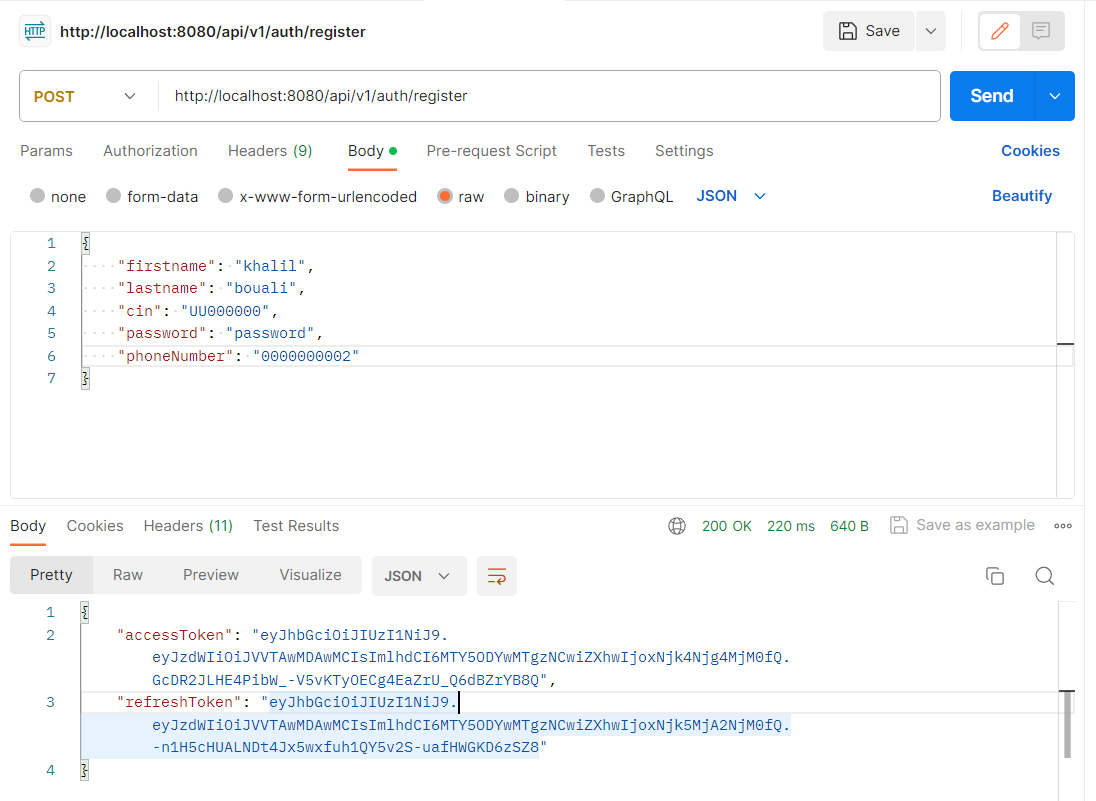 HTTP http://localhost:8080/api/v1/auth/register Save
POST http://localhost:8080/api/v1/auth/register Send
Params Authorization Headers (9) Body Pre-request Script Tests Settings Cookies
none form-data x-www-form-urlencoded raw binary GraphQL JSON Beautify
1 {
2 "firstname": "khalil",
3 "lastname": "bouali",
4 "cin": "UU000000",
5 "password": "password",
6 "phoneNumber": "0000000002"
7 }
Body Cookies Headers (11) Test Results 200 OK 220 ms 640 B Save as example
Pretty Raw Preview Visualize JSON
1 {
2 "accessToken": "eyJhbGciOiJIUzI1NiJ9.
eyJzdWIiOiJVVTAwMDAwMCIsImlhdCI6MTY5ODYwMTgzNCwiZXhwIjoxNjk4Njg4MjM0fQ.
GcDR2JLHE4PibW_-V5vKTyOECg4EaZrU_Q6dBZrYB8Q",
3 "refreshToken": "eyJhbGciOiJIUzI1NiJ9.
eyJzdWIiOiJVVTAwMDAwMCIsImlhdCI6MTY5ODYwMTgzNCwiZXhwIjoxNjk5MjA2NjM0fQ.
-n1H5cHUALNDt4Jx5wxfuh1QY5v2S-uafHWGKD6zSZ8"
4 }